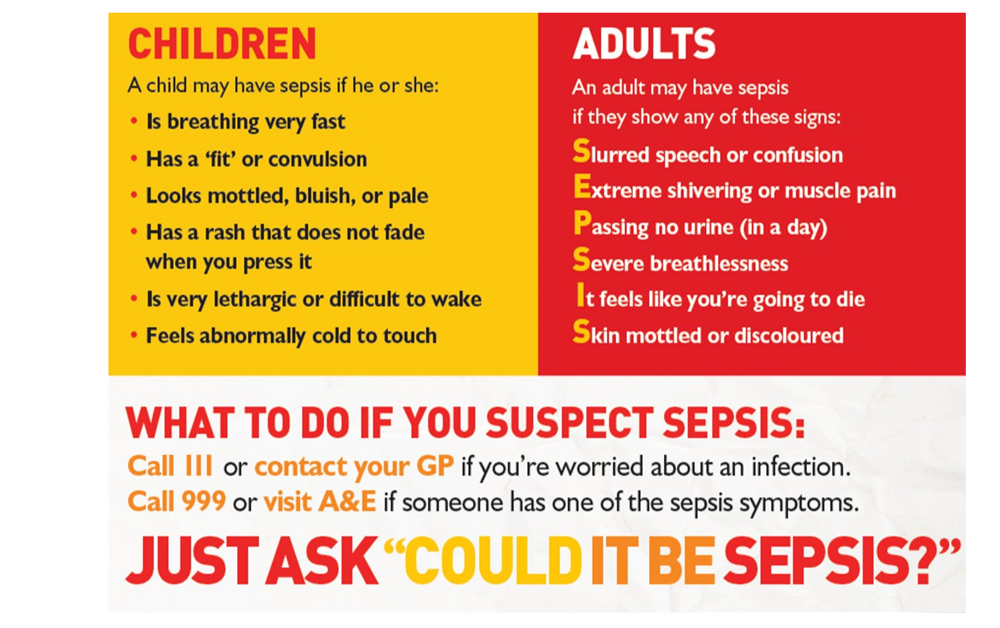 CHILDREN
A child may have sepsis if he or she:
• Is breathing very fast
• Has a ‘fit’ or convulsion
• Looks mottled, bluish, or pale
• Has a rash that does not fade
when you press it
• Is very lethargic or difficult to wake
• Feels abnormally cold to touch
ADULTS
An adult may have sepsis
if they show any of these signs:
Slurred speech or confusion
Extreme shivering or muscle pain
Passing no urine (in a day)
Severe breathlessness
It feels like you’re going to die
Skin mottled or discoloured
WHAT TO DO IF YOU SUSPECT SEPSIS:
Call 111 or contact your GP if you’re worried about an infection.
Call 999 or visit A&E if someone has one of the sepsis symptoms.
JUST ASK “COULD IT BE SEPSIS?”